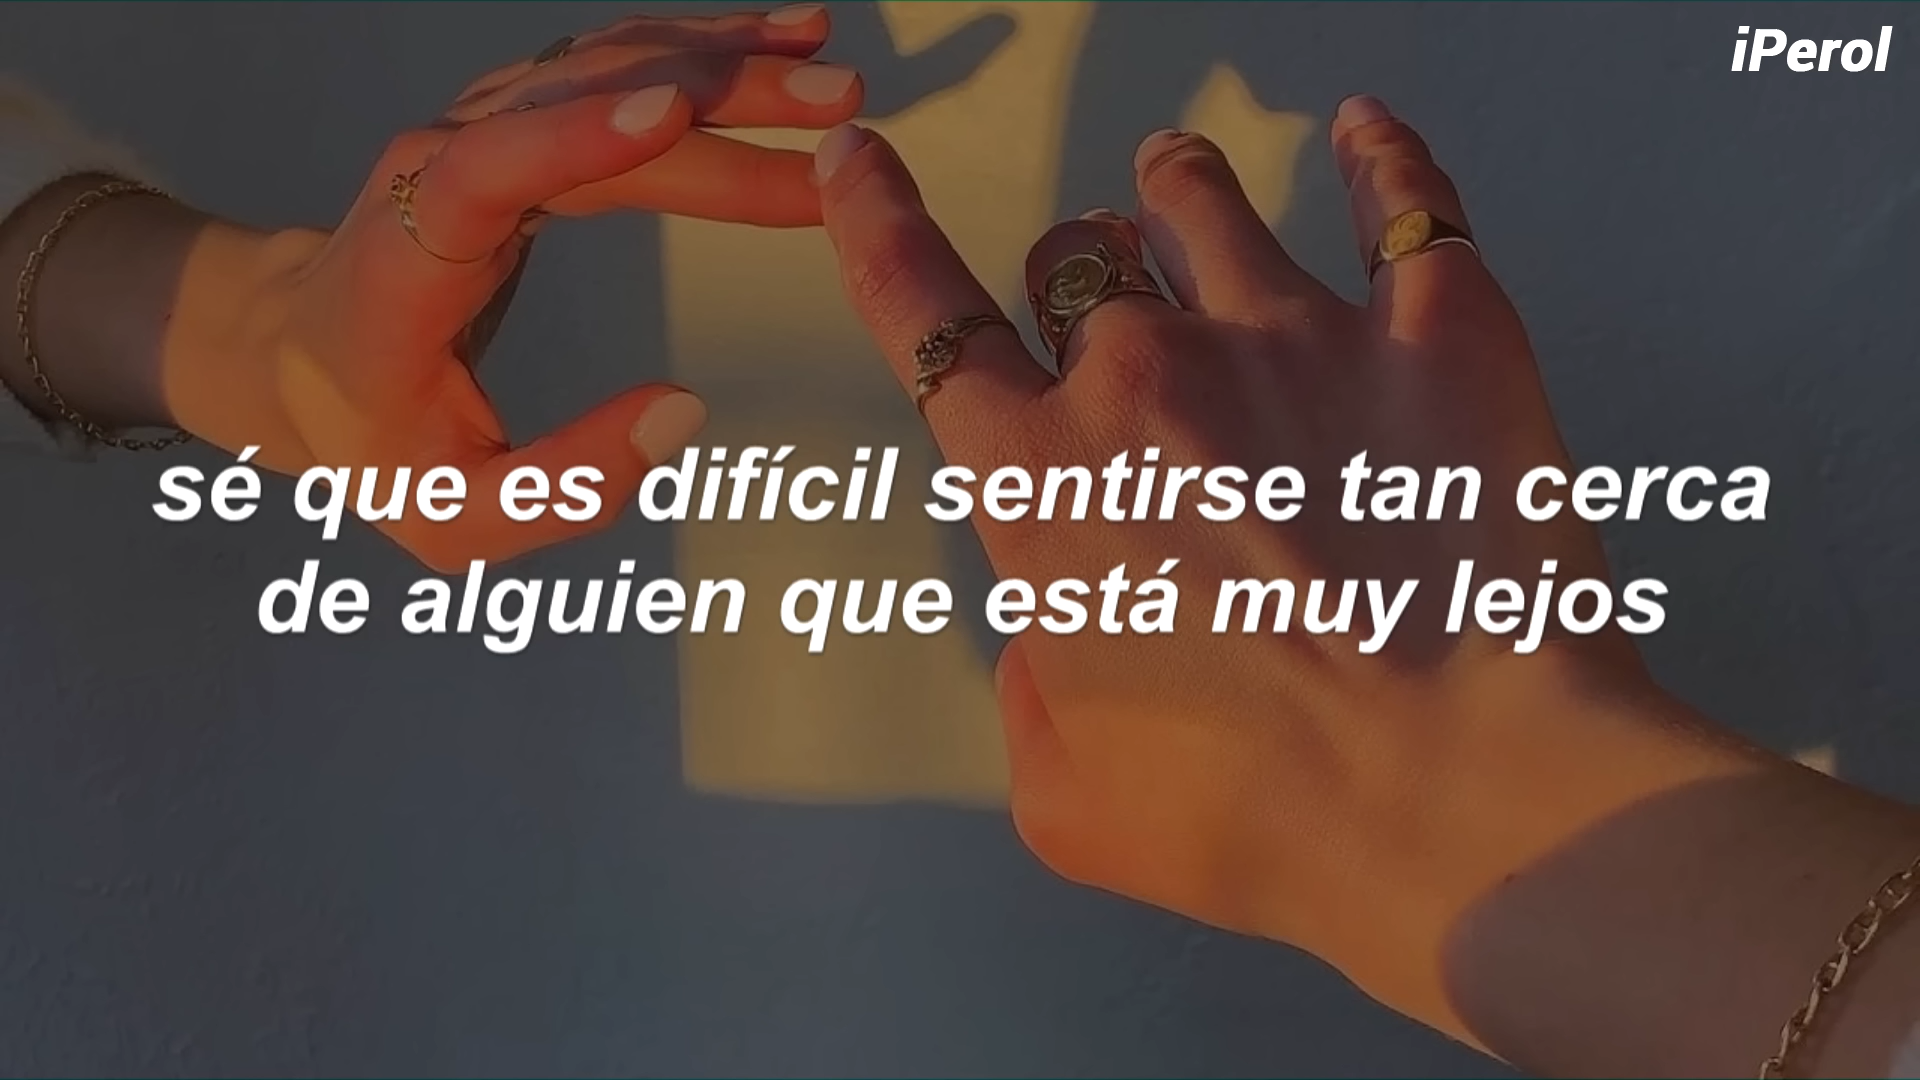 iPerol
sé que es difícil sentirse tan cerca
de alguien que está muy lejos